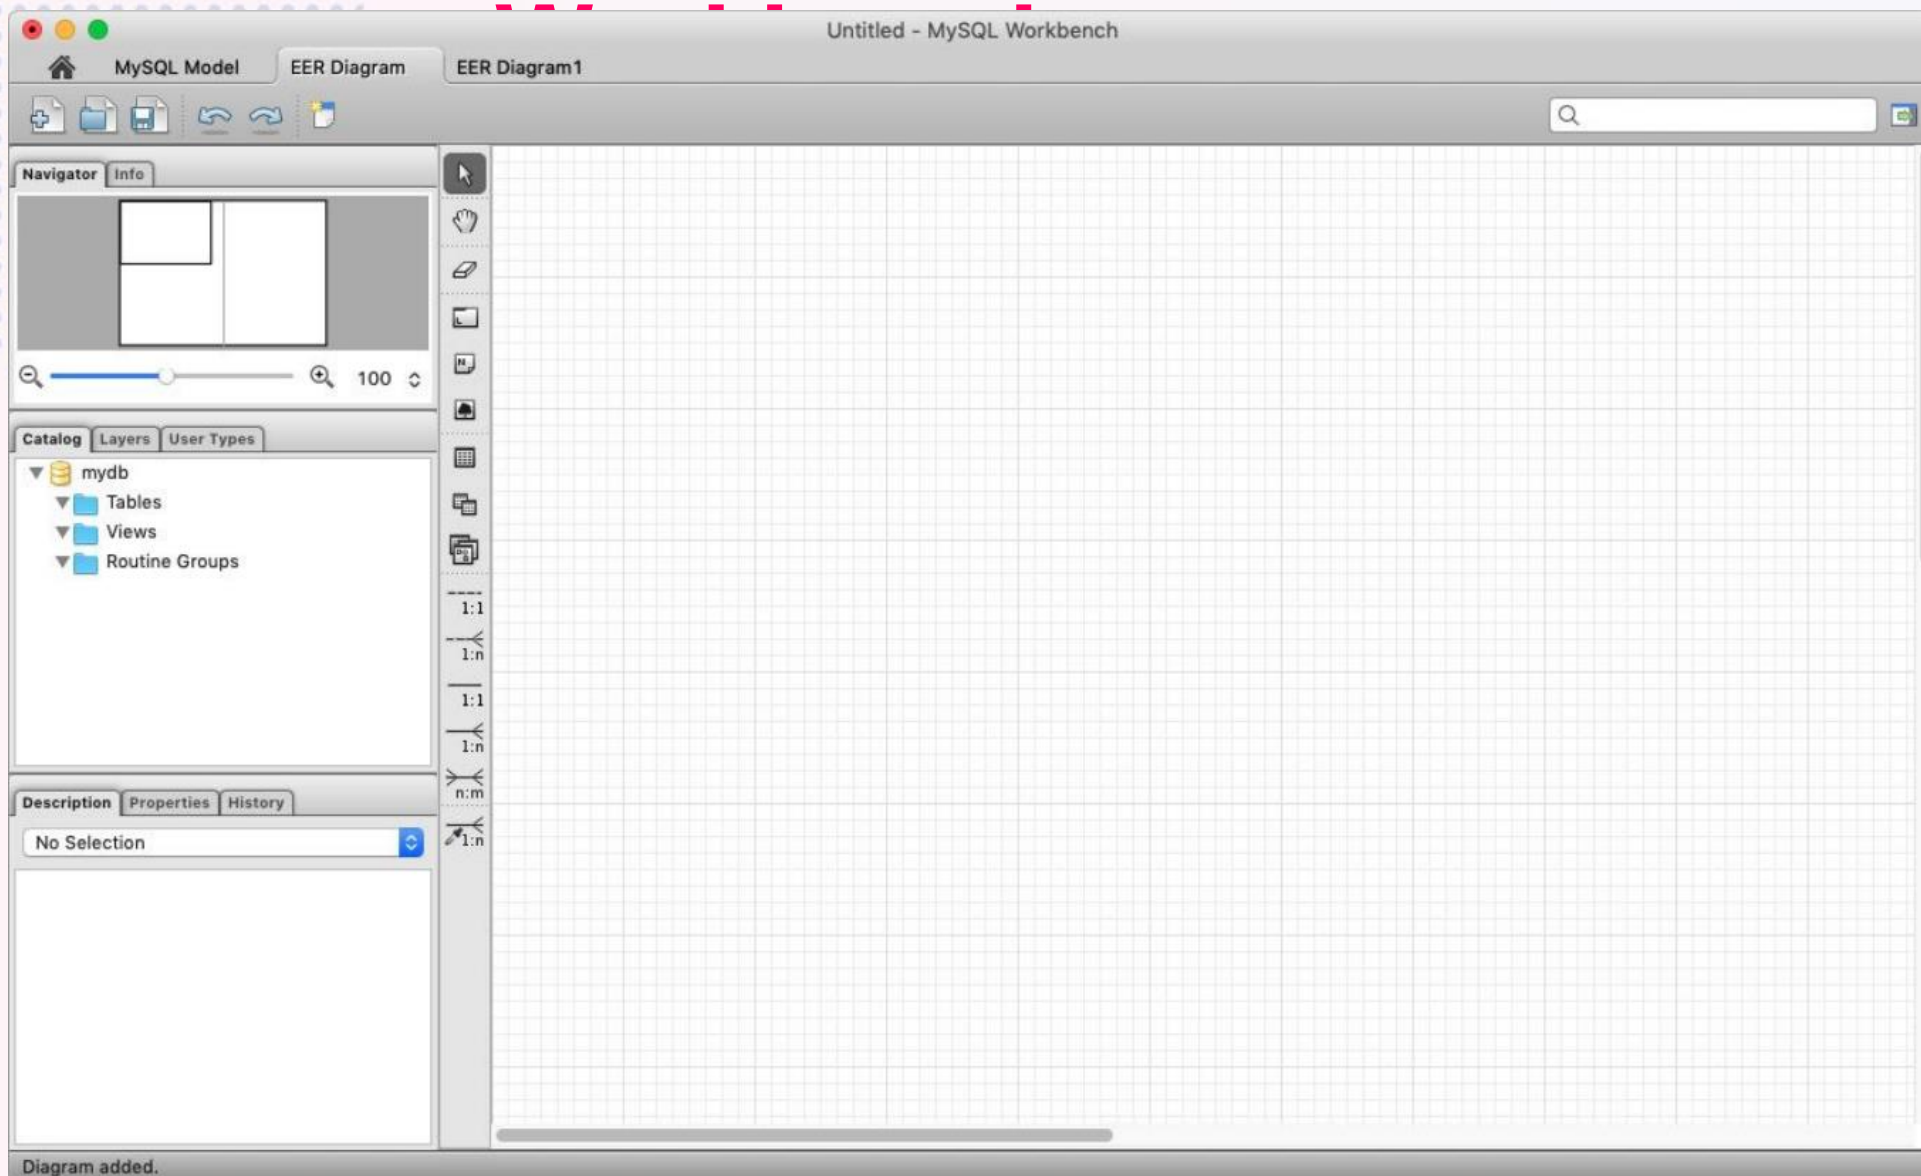 Untitled - MySQL Workbench
MySQL Model EER Diagram EER Diagram1
Navigator Info
100
Catalog Layers User Types
mydb
Tables
Views
Routine Groups
1:1
1:n
1:1
1:n
n:m
1:n
Description Properties History
No Selection
Diagram added.